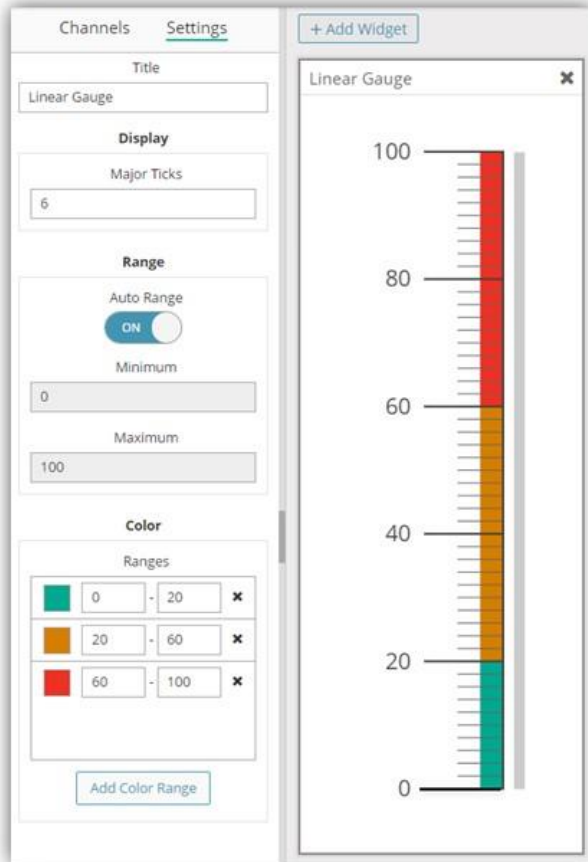 Channels Settings
Title
Linear Gauge
Display
Major Ticks
6
Range
Auto Range
ON
Minimum
0
Maximum
100
Color
Ranges
0 - 20 ✖
20 - 60 ✖
60 - 100 ✖
Add Color Range
+ Add Widget
Linear Gauge ✖
100
80
60
40
20
0